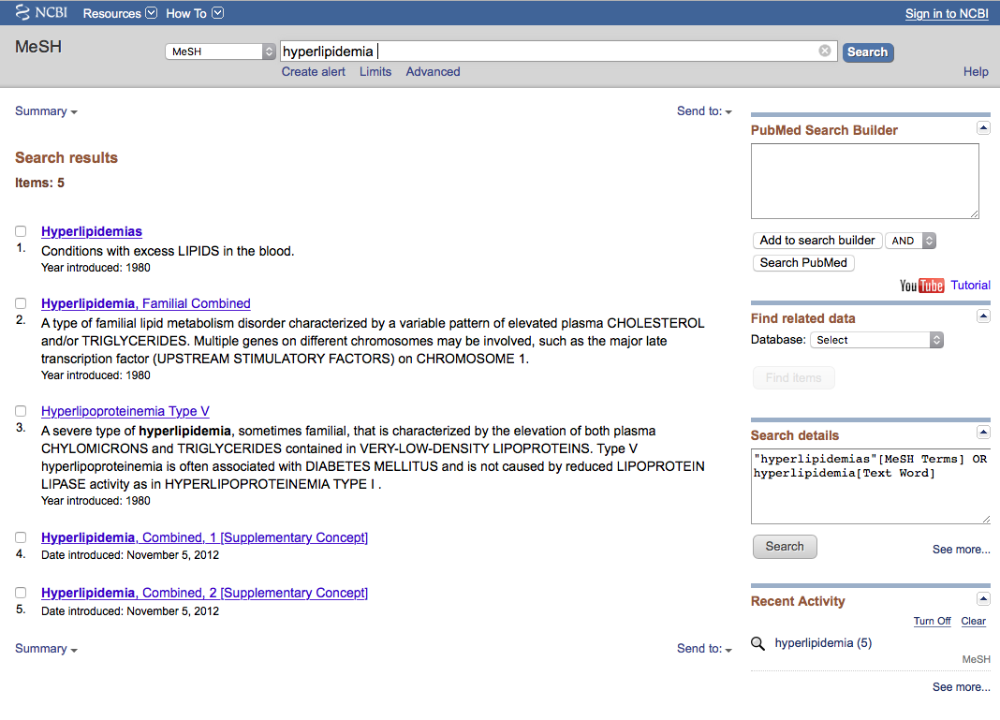 NCBI Resources How To Sign in to NCBI
MeSH
MeSH hyperlipidemia Search
Create alert Limits Advanced Help
Summary Send to:
Search results
Items: 5
1. Hyperlipidemias
Conditions with excess LIPIDS in the blood.
Year introduced: 1980
2. Hyperlipidemia, Familial Combined
A type of familial lipid metabolism disorder characterized by a variable pattern of elevated plasma CHOLESTEROL
and/or TRIGLYCERIDES. Multiple genes on different chromosomes may be involved, such as the major late
transcription factor (UPSTREAM STIMULATORY FACTORS) on CHROMOSOME 1.
Year introduced: 1980
3. Hyperlipoproteinemia Type V
A severe type of hyperlipidemia, sometimes familial, that is characterized by the elevation of both plasma
CHYLOMICRONS and TRIGLYCERIDES contained in VERY-LOW-DENSITY LIPOPROTEINS. Type V
hyperlipoproteinemia is often associated with DIABETES MELLITUS and is not caused by reduced LIPOPROTEIN
LIPASE activity as in HYPERLIPOPROTEINEMIA TYPE I .
Year introduced: 1980
4. Hyperlipidemia, Combined, 1 [Supplementary Concept]
Date introduced: November 5, 2012
5. Hyperlipidemia, Combined, 2 [Supplementary Concept]
Date introduced: November 5, 2012
Summary Send to:
PubMed Search Builder
Add to search builder AND
Search PubMed
YouTube Tutorial
Find related data
Database: Select
Find items
Search details
"hyperlipidemias"[MeSH Terms] OR
hyperlipidemia[Text Word]
Search See more...
Recent Activity
Turn Off Clear
hyperlipidemia (5)
MeSH
See more...